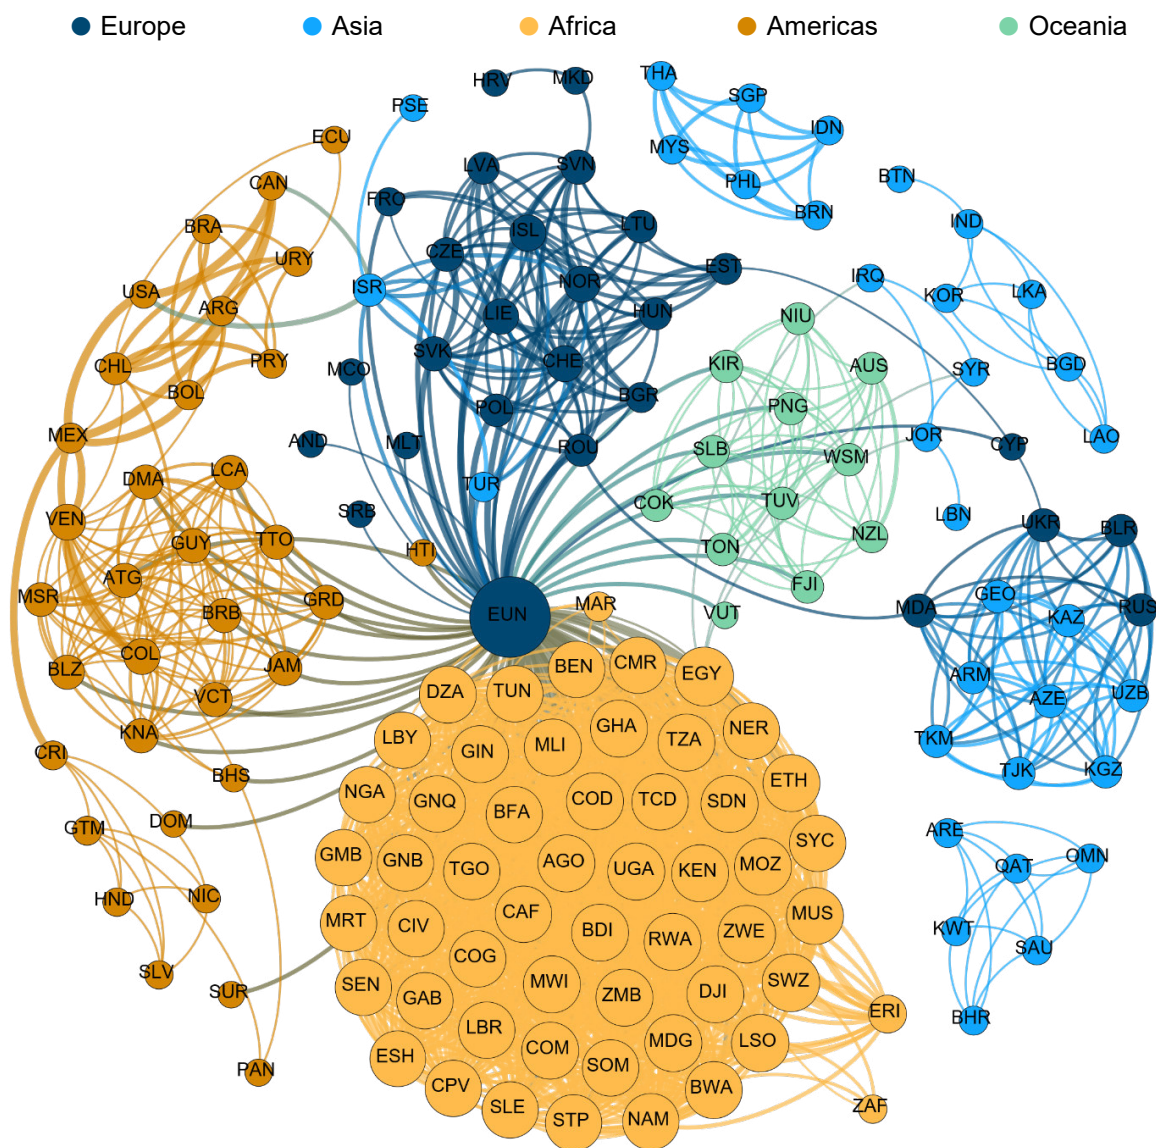 Europe Asia Africa Americas Oceania
HRV MKD THA SGP
PSE IDN
ECU MYS
LVA SVN BTN
CAN PHL
FRO BRN
BRA LTU IND
ISL
CZE
URY EST
USA ISR NOR IRQ
KOR LKA
ARG LIE HUN NIU
CHL PRY SVK CHE KIR AUS SYR BGD
MCO
BOL POL BGR PNG
MEX AND MLT ROU SLB WSM JOR CYP LAO
DMA LCA
TUR
VEN SRB COK TUV LBN UKR BLR
GUY TTO HTI TON NZL
ATG GEO
MSR BRB GRD EUN MAR VUT FJI MDA KAZ RUS
COL
BLZ JAM BEN CMR EGY ARM
VCT DZA TUN AZE UZB
KNA LBY GIN MLI GHA TZA NER TKM
BHS TJK KGZ
CRI NGA GNQ BFA COD TCD SDN ETH
DOM
GTM GMB GNB TGO AGO UGA KEN MOZ SYC ARE
QAT OMN
HND NIC MRT CIV CAF BDI RWA ZWE MUS KWT
SAU
SLV COG
SUR SEN GAB MWI ZMB DJI SWZ
ERI BHR
LBR
PAN ESH COM SOM MDG LSO
CPV BWA
SLE STP NAM ZAF